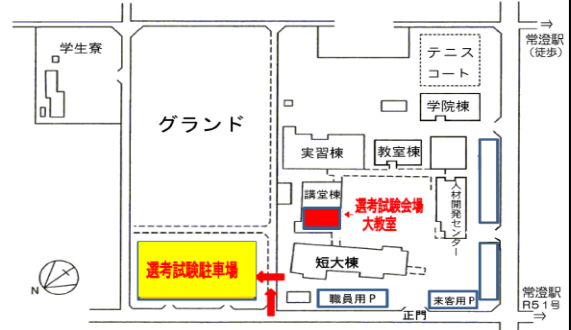 ⇒
常澄駅
（徒歩）
学生寮
テニス
コート
学院棟
グランド
実習棟
教室棟
講堂棟
選考試験会場
大教室
人材開発センター
短大棟
選考試験駐車場
N
職員用P
来客用P
正門
常澄駅
R51号
⇒